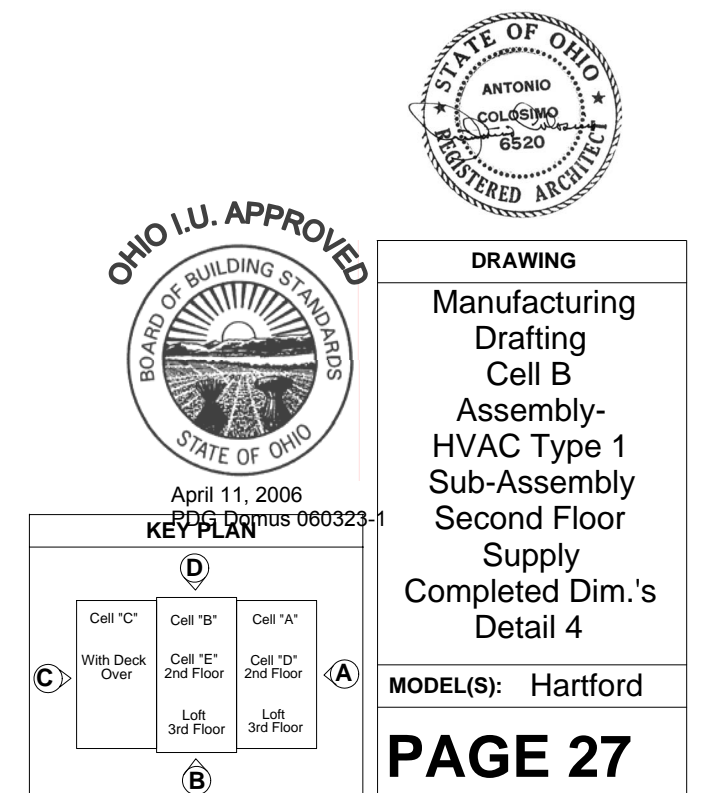 STATE OF OHIO
ANTONIO
COLOSIMO
6520
REGISTERED ARCHITECT
OHIO I.U. APPROVED
BOARD OF BUILDING STANDARDS
STATE OF OHIO
April 11, 2006
PDG Domus 060323-1
KEY PLAN
D
Cell "C"
Cell "B"
Cell "A"
With Deck
Over
Cell "E"
2nd Floor
Cell "D"
2nd Floor
C
A
Loft
3rd Floor
Loft
3rd Floor
B
DRAWING
Manufacturing
Drafting
Cell B
Assembly-
HVAC Type 1
Sub-Assembly
Second Floor
Supply
Completed Dim.'s
Detail 4
MODEL(S): Hartford
PAGE 27